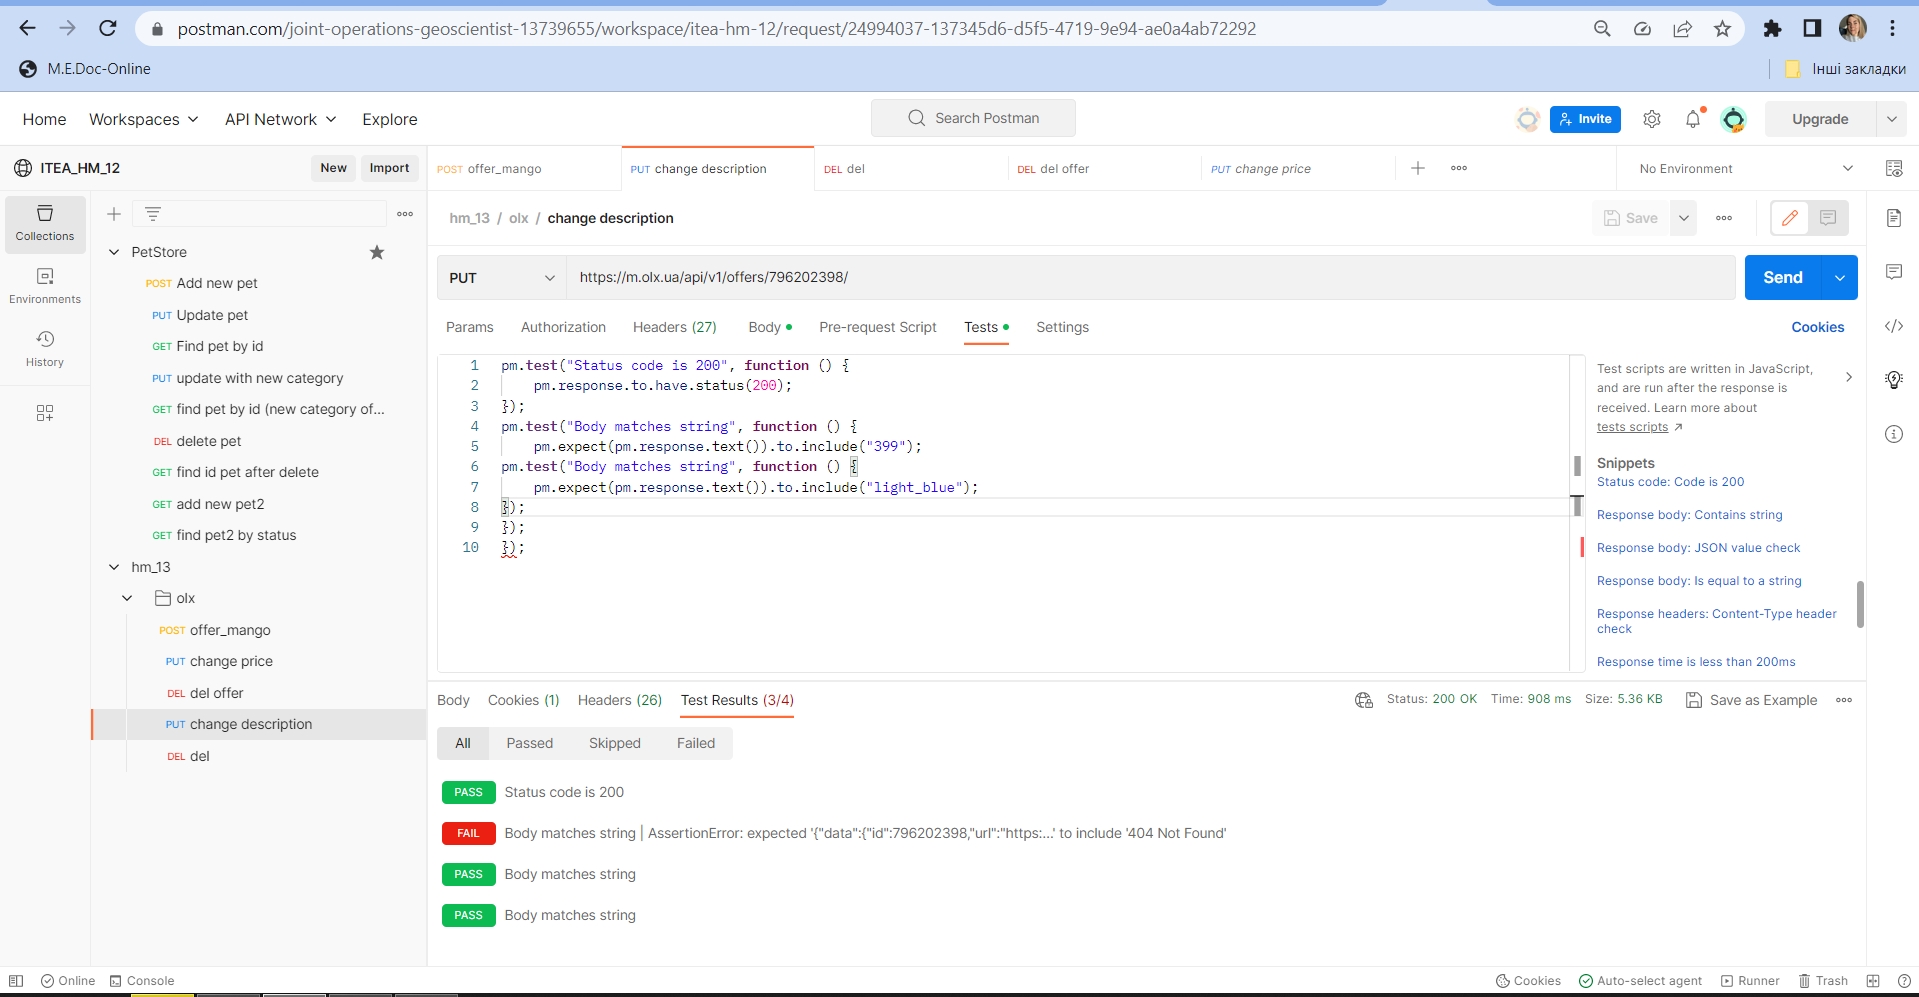 postman.com/joint-operations-geoscientist-13739655/workspace/itea-hm-12/request/24994037-137345d6-d5f5-4719-9e94-ae0a4ab72292
M.E.Doc-Online
Інші закладки
Home Workspaces API Network Explore
Search Postman
Invite
Upgrade
ITEA_HM_12
New
Import
POST offer_mango
PUT change description
DEL del
DEL del offer
PUT change price
No Environment
Collections
Environments
History
PetStore
POST Add new pet
PUT Update pet
GET Find pet by id
PUT update with new category
GET find pet by id (new category of...
DEL delete pet
GET find id pet after delete
GET add new pet2
GET find pet2 by status
hm_13
olx
POST offer_mango
PUT change price
DEL del offer
PUT change description
DEL del
hm_13 / olx / change description
Save
PUT
https://m.olx.ua/api/v1/offers/796202398/
Send
Params Authorization Headers (27) Body Pre-request Script Tests Settings
Cookies
1 pm.test("Status code is 200", function () {
2 pm.response.to.have.status(200);
3 });
4 pm.test("Body matches string", function () {
5 pm.expect(pm.response.text()).to.include("399");
6 pm.test("Body matches string", function () {
7 pm.expect(pm.response.text()).to.include("light_blue");
8 });
9 });
10 });
Test scripts are written in JavaScript,
and are run after the response is
received. Learn more about
tests scripts
Snippets
Status code: Code is 200
Response body: Contains string
Response body: JSON value check
Response body: Is equal to a string
Response headers: Content-Type header
check
Response time is less than 200ms
Body Cookies (1) Headers (26) Test Results (3/4)
Status: 200 OK Time: 908 ms Size: 5.36 KB
Save as Example
All Passed Skipped Failed
PASS Status code is 200
FAIL Body matches string | AssertionError: expected '{"data":{"id":796202398,"url":"https:...' to include '404 Not Found'
PASS Body matches string
PASS Body matches string
Online Console
Cookies Auto-select agent Runner Trash